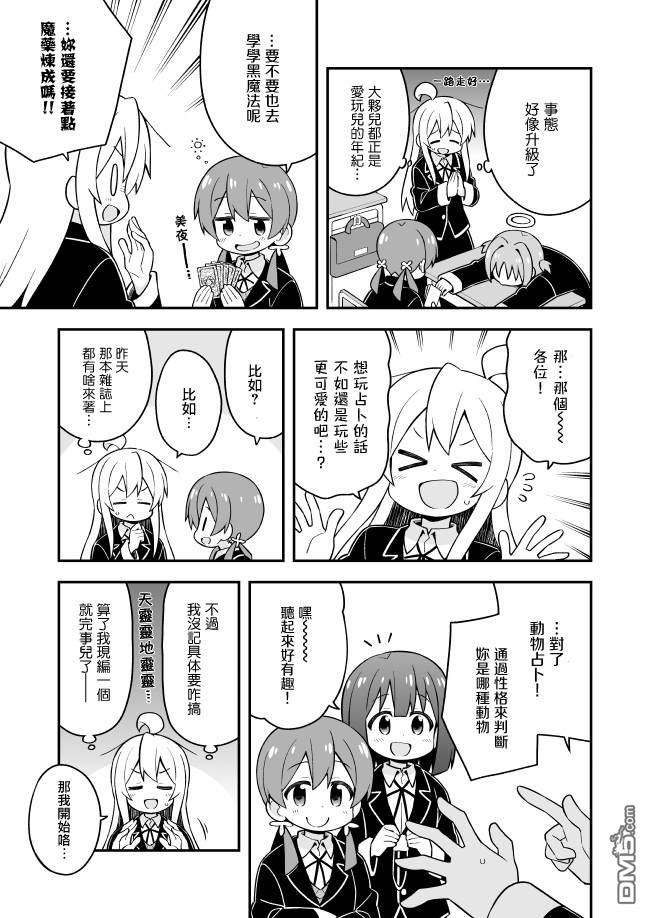 事態
好像升級了
一路走好…
大夥兒都正是
愛玩兒的年紀…
…要不要也去
學學黑魔法呢
美夜——…
…妳還要接著點
魔藥煉成嗎!!
那…那個～～
各位！
想玩占卜的話
不如還是玩些
更可愛的吧…？
比如？
比如…
昨天
那本雜誌上
都有啥來著…
…對了
動物占卜！
通過性格來判斷
妳是哪種動物
嘿～～～
聽起來好有趣！
不過
我沒記具体要咋搞
天靈靈地靈靈…
算了我現編一個
就完事兒了——
那我開始咯…
DM5.com